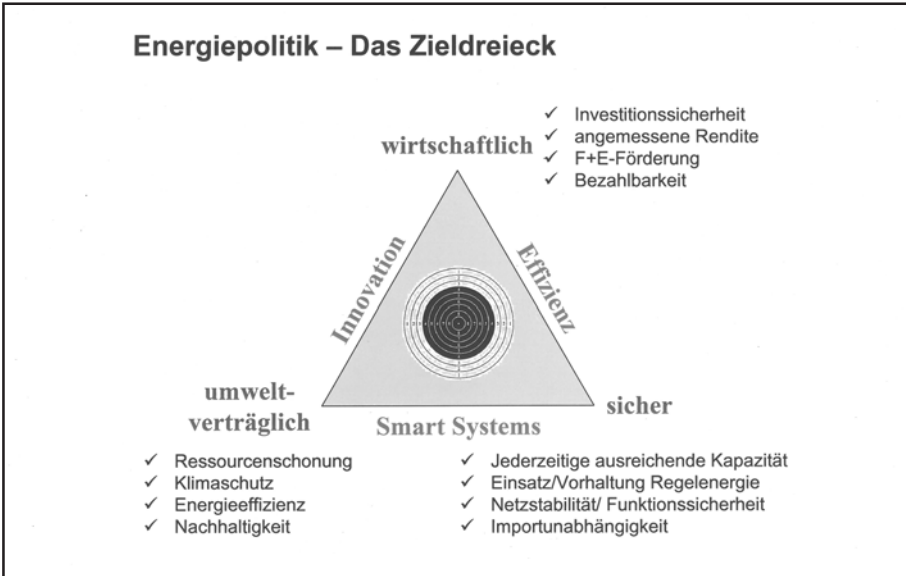 Energiepolitik – Das Zieldreieck
✓ Investitionssicherheit
✓ angemessene Rendite
✓ F+E-Förderung
✓ Bezahlbarkeit
wirtschaftlich
Innovation
Effizienz
umwelt-
verträglich
Smart Systems
sicher
✓ Ressourcenschonung
✓ Klimaschutz
✓ Energieeffizienz
✓ Nachhaltigkeit
✓ Jederzeitige ausreichende Kapazität
✓ Einsatz/Vorhaltung Regelenergie
✓ Netzstabilität/ Funktionssicherheit
✓ Importunabhängigkeit